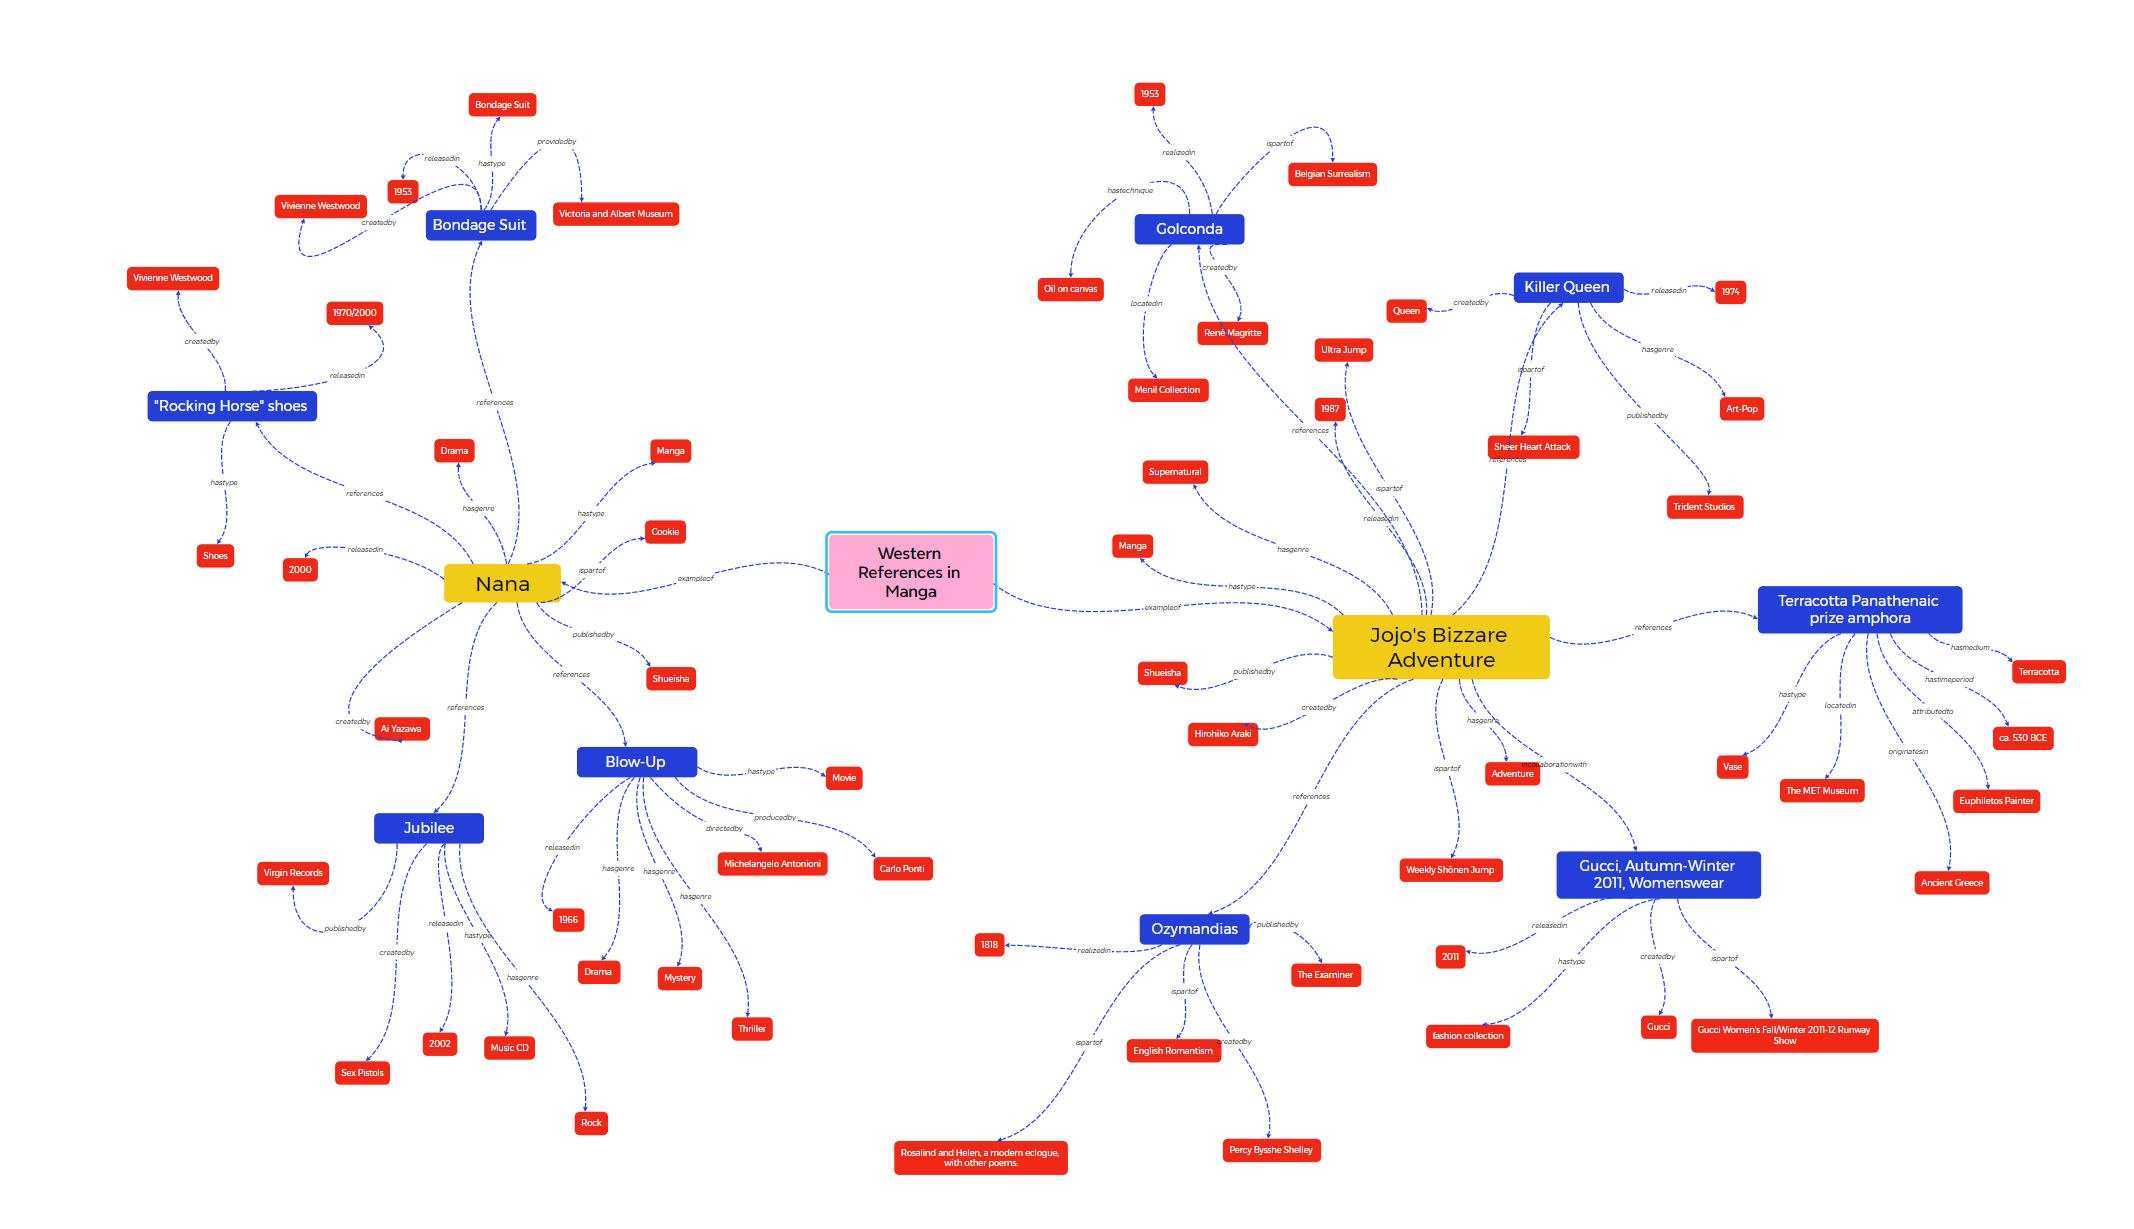 1953
Bondage Suit
providedby
ispartof
releasedin
hastype
realizedin
Belgian Surrealism
1953
hastechnique
Vivienne Westwood
Victoria and Albert Museum
createdby
Bondage Suit
Golconda
Vivienne Westwood
createdby
Killer Queen
Oil on canvas
releasedin
1974
1970/2000
locatedin
createdby
Queen
René Magritte
createdby
Ultra Jump
hasgenre
releasedin
ispartof
Menil Collection
"Rocking Horse" shoes
references
1987
Art-Pop
publishedby
references
Drama
Manga
Sheer Heart Attack
references
Supernatural
hastype
references
ispartof
hasgenre
hastype
Trident Studios
releasedin
Cookie
Shoes
releasedin
Manga
hasgenre
2000
ispartof
Western
References in
Manga
Nana
exampleof
hastype
exampleof
Terracotta Panathenaic
prize amphora
publishedby
Jojo's Bizzare
Adventure
references
hasmedium
references
Shueisha
Shueisha
publishedby
Terracotta
hastimeperiod
hastype
references
createdby
locatedin
attributedto
createdby
Ai Yazawa
Hirohiko Araki
hasgenre
ca. 530 BCE
originatesin
Blow-Up
hastype
Movie
ispartof
Adventure
incollaborationwith
Vase
The MET Museum
references
Euphiletos Painter
producedby
Jubilee
directedby
releasedin
Virgin Records
hasgenre
hasgenre
Michelangelo Antonioni
Carlo Ponti
Weekly Shōnen Jump
Gucci, Autumn-Winter
2011, Womenswear
Ancient Greece
hasgenre
1966
releasedin
publishedby
hastype
Ozymandias
publishedby
releasedin
1818
realizedin
createdby
2011
hastype
createdby
ispartof
Drama
Mystery
hasgenre
The Examiner
ispartof
Thriller
Gucci
Gucci Women's Fall/Winter 2011-12 Runway
Show
fashion collection
2002
Music CD
ispartof
English Romantism
createdby
Sex Pistols
Rock
Rosalind and Helen, a modern eclogue;
with other poems:
Percy Bysshe Shelley